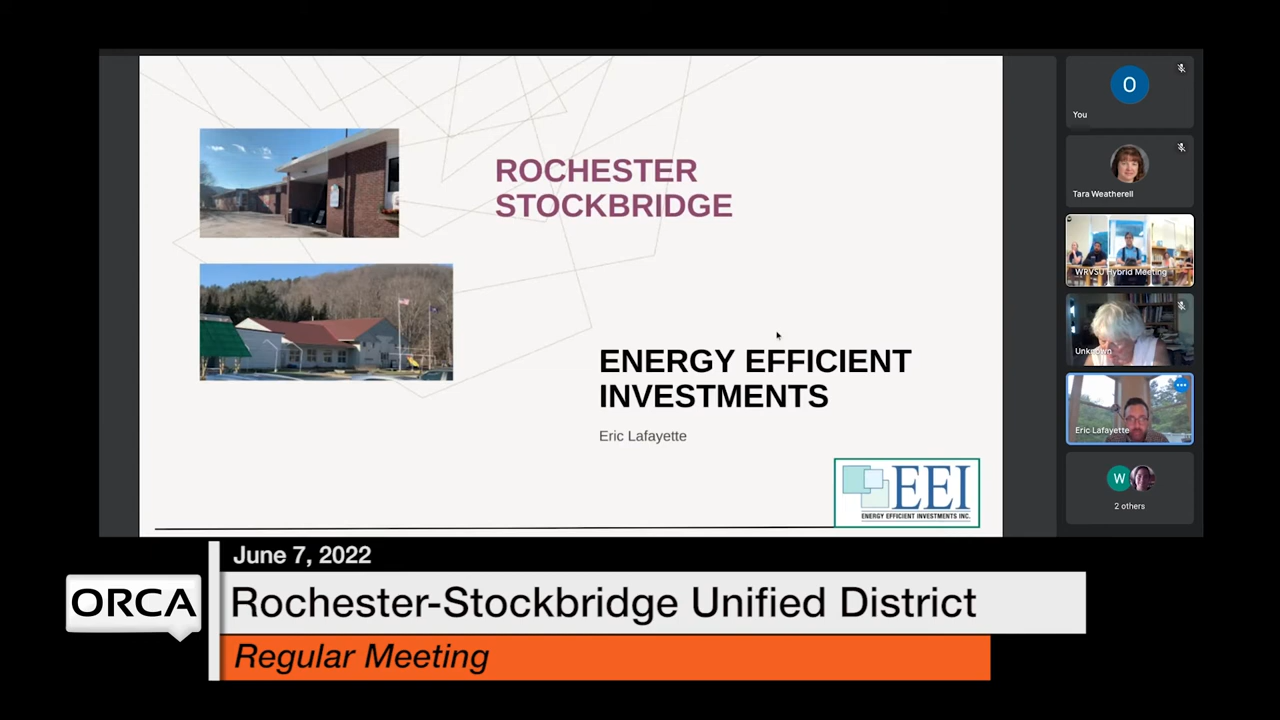 ROCHESTER
STOCKBRIDGE
ENERGY EFFICIENT
INVESTMENTS
Eric Lafayette
EEI
ENERGY EFFICIENT INVESTMENTS INC.
O
You
Tara Weatherell
WRVSU Hybrid Meeting
Unknown
Eric Lafayette
W
2 others
June 7, 2022
ORCA
Rochester-Stockbridge Unified District
Regular Meeting